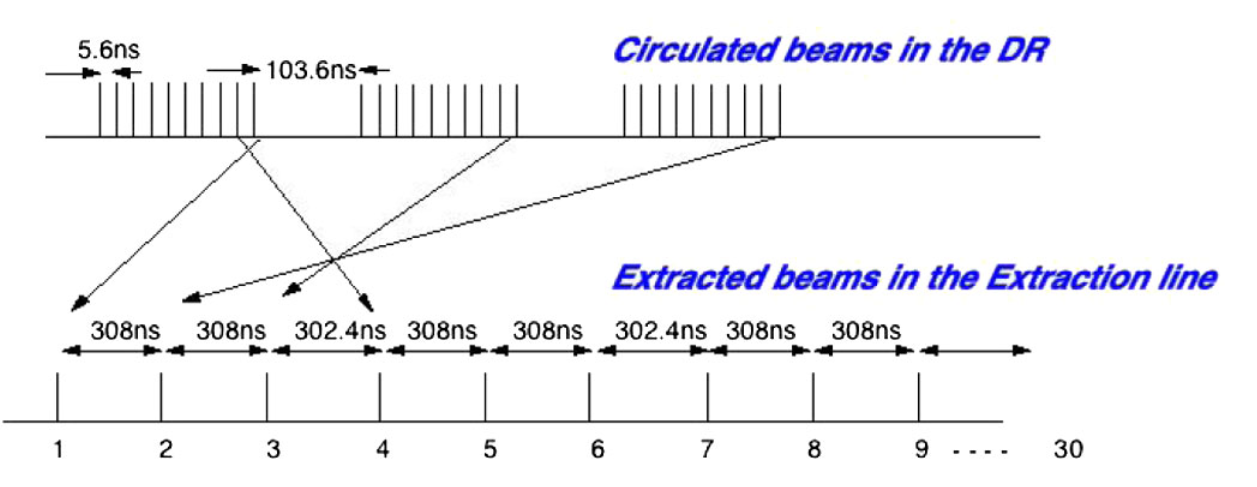 5.6ns
103.6ns
Circulated beams in the DR
Extracted beams in the Extraction line
308ns 308ns 302.4ns 308ns 308ns 302.4ns 308ns 308ns
1 2 3 4 5 6 7 8 9 - - - - 30